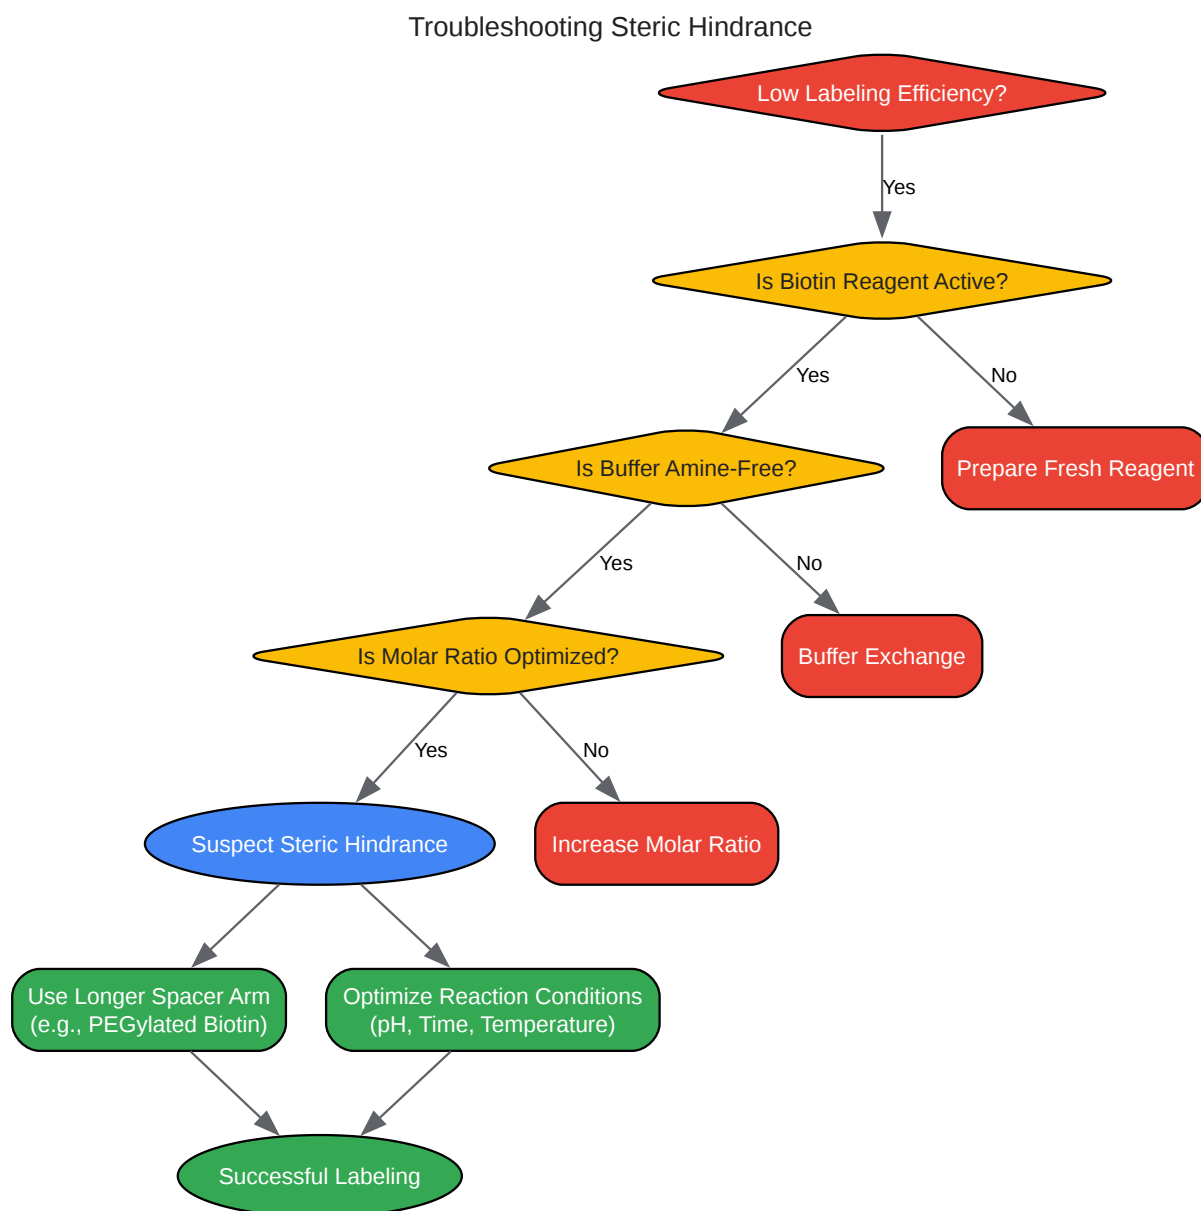 Troubleshooting Steric Hindrance
Low Labeling Efficiency?
Yes
Is Biotin Reagent Active?
Yes
No
Is Buffer Amine-Free?
Prepare Fresh Reagent
Yes
No
Is Molar Ratio Optimized?
Buffer Exchange
Yes
No
Suspect Steric Hindrance
Increase Molar Ratio
Use Longer Spacer Arm
(e.g., PEGylated Biotin)
Optimize Reaction Conditions
(pH, Time, Temperature)
Successful Labeling